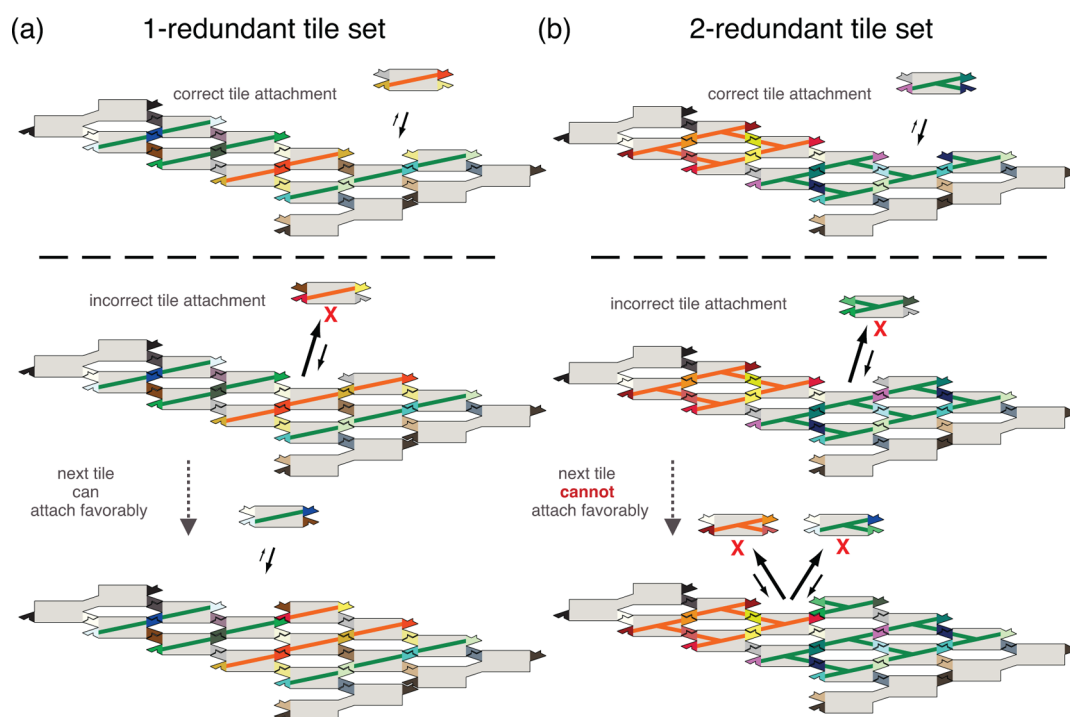 (a)
1-redundant tile set
correct tile attachment
incorrect tile attachment
X
next tile
can
attach favorably
(b)
2-redundant tile set
correct tile attachment
incorrect tile attachment
X
next tile
cannot
attach favorably
X
X